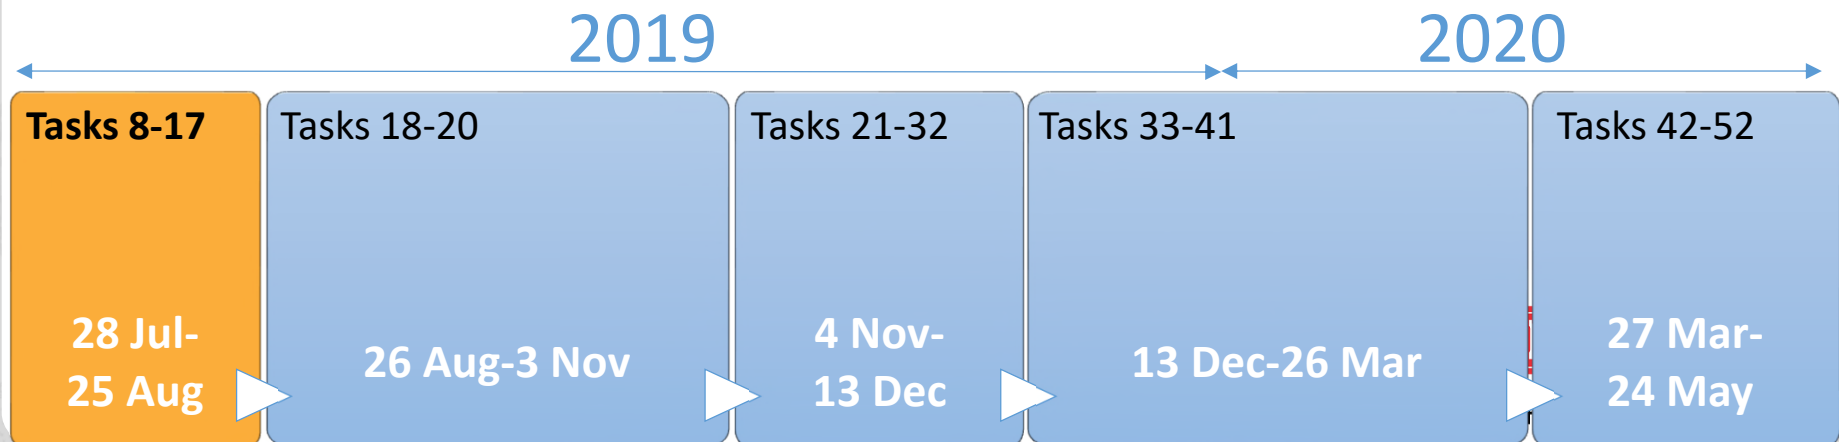 2019
2020
Tasks 8-17
28 Jul-
25 Aug
Tasks 18-20
26 Aug-3 Nov
Tasks 21-32
4 Nov-
13 Dec
Tasks 33-41
13 Dec-26 Mar
Tasks 42-52
27 Mar-
24 May